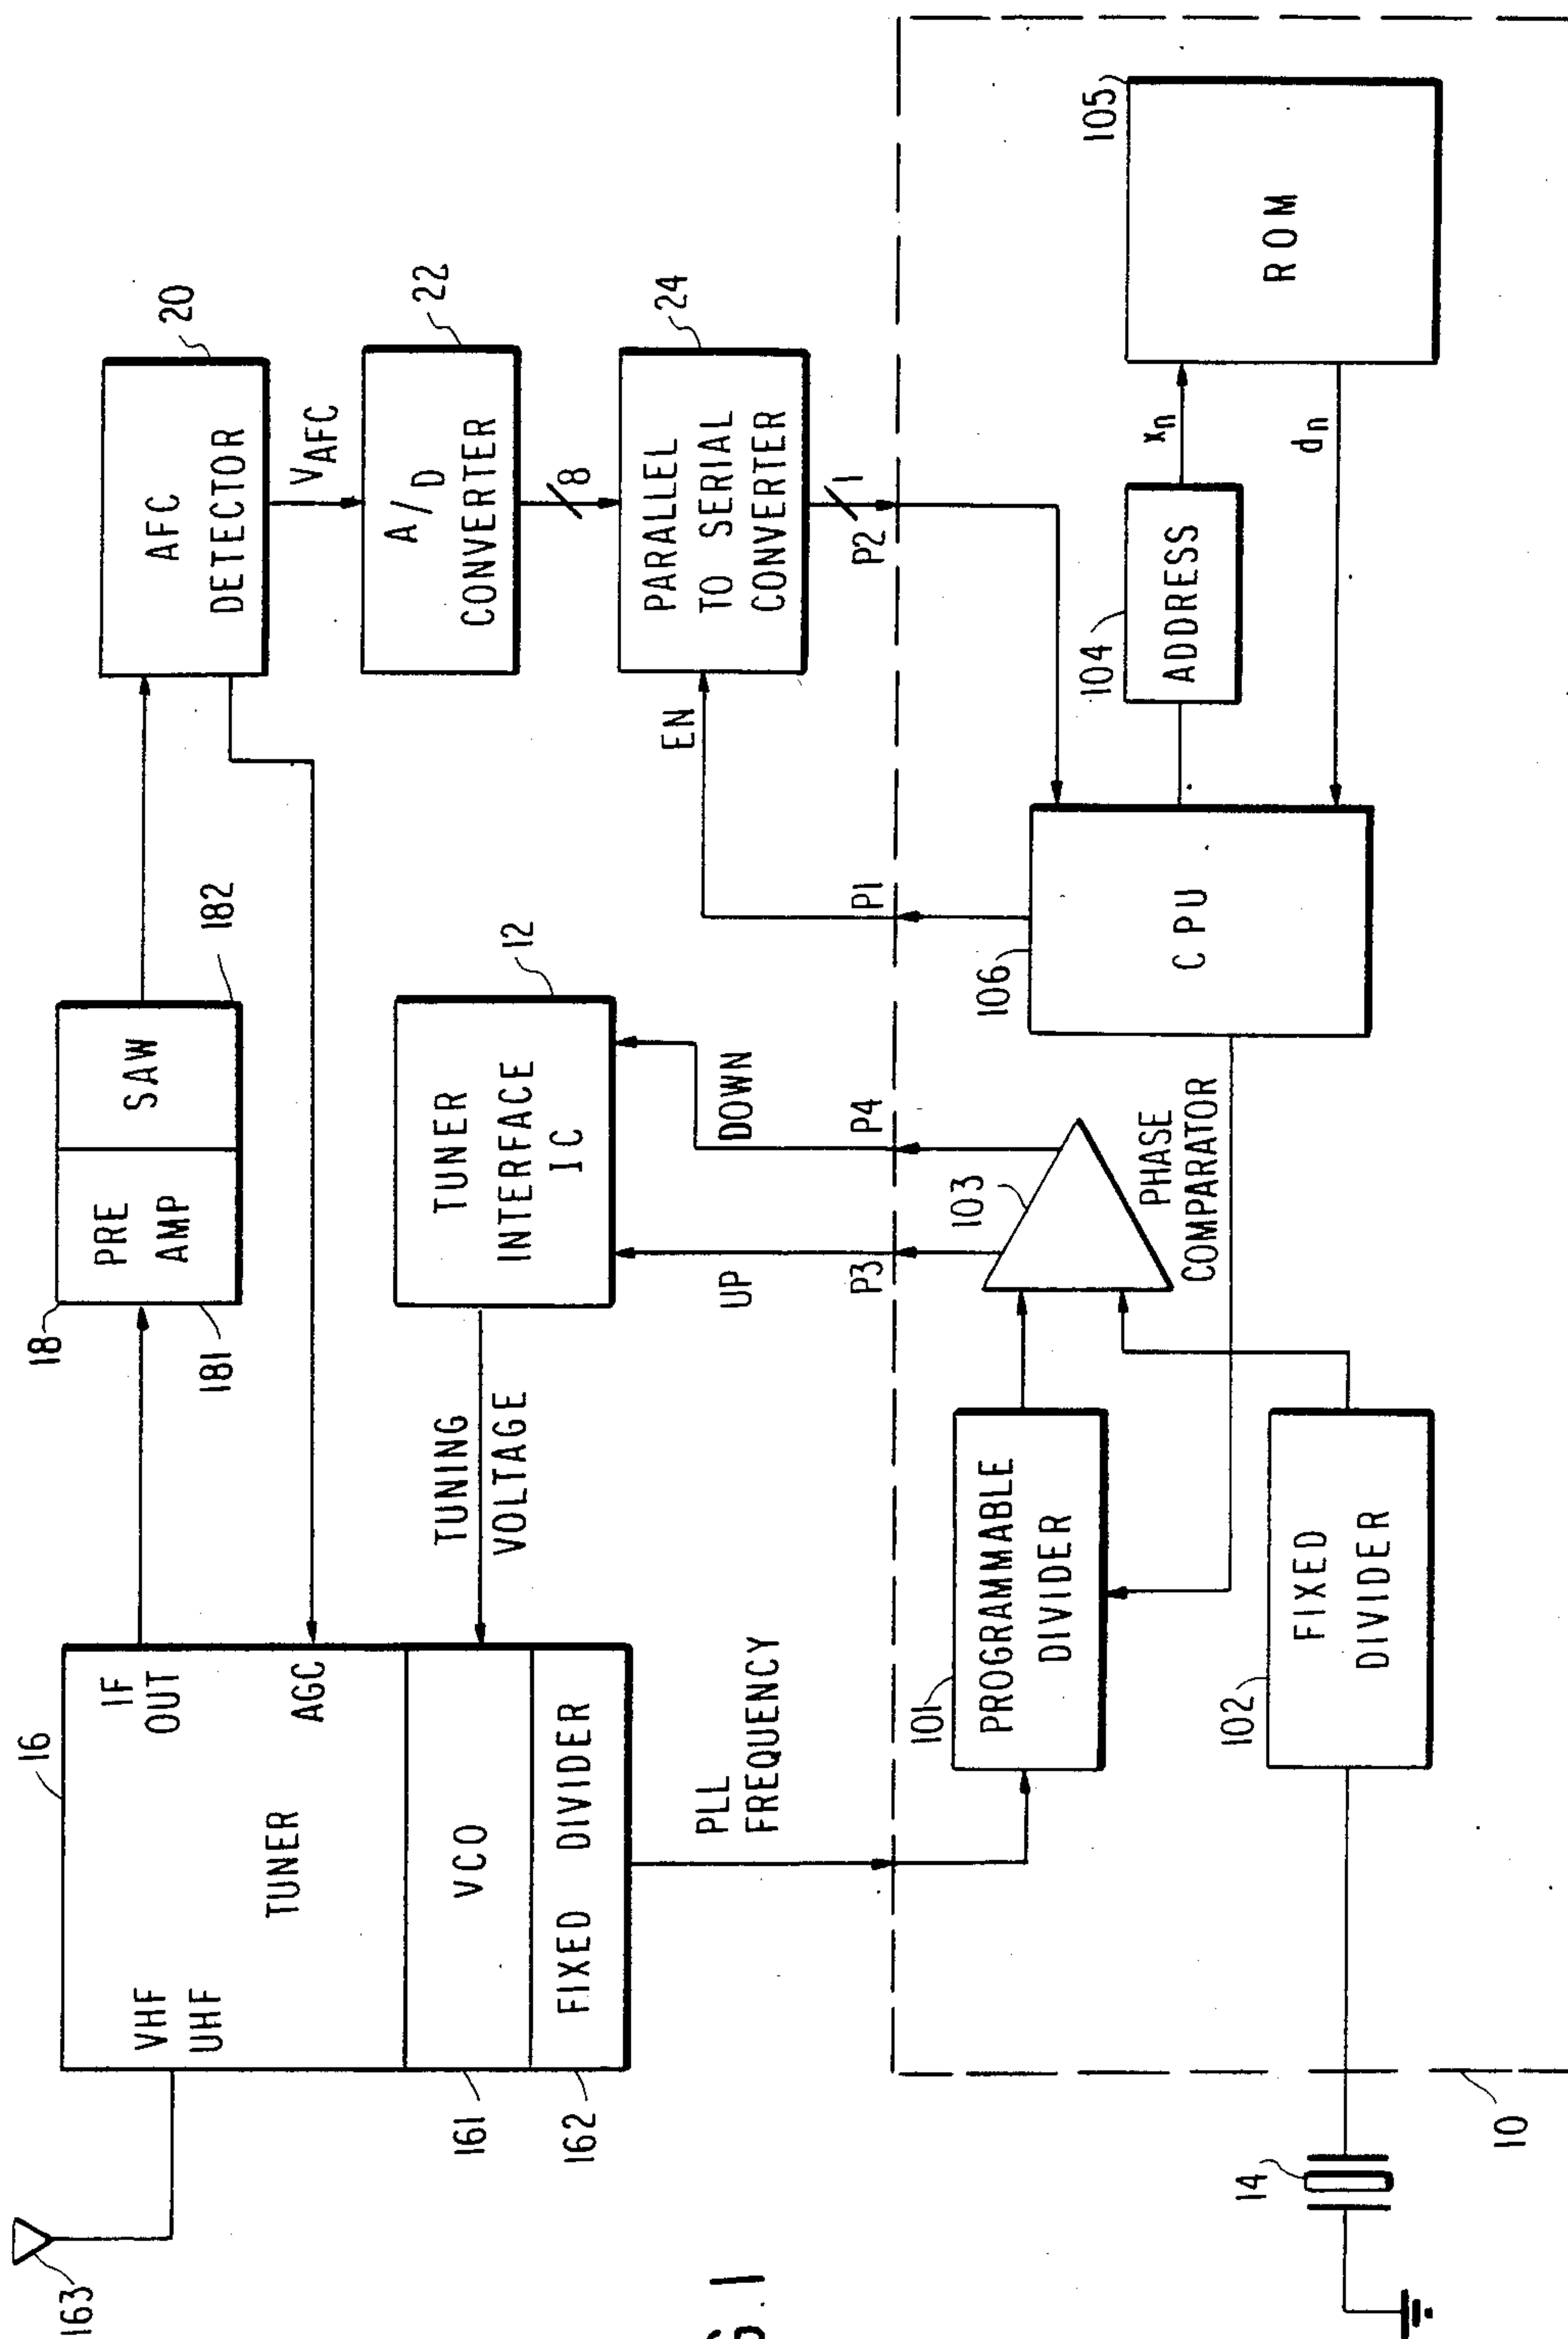 163
16
VHF
UHF
TUNER
IF
OUT
AGC
VCO
FIXED DIVIDER
161
162
18
PRE
AMP
SAW
181
182
AFC
DETECTOR
20
VAFC
A/D
CONVERTER
22
8
PARALLEL
TO SERIAL
CONVERTER
24
EN
1
P2
TUNING
VOLTAGE
TUNER
INTERFACE
IC
12
UP
DOWN
P3
P4
P1
PLL
FREQUENCY
101
PROGRAMMABLE
DIVIDER
102
FIXED
DIVIDER
103
PHASE
COMPARATOR
106
CPU
104
ADDRESS
xn
dn
105
ROM
14
10
.1